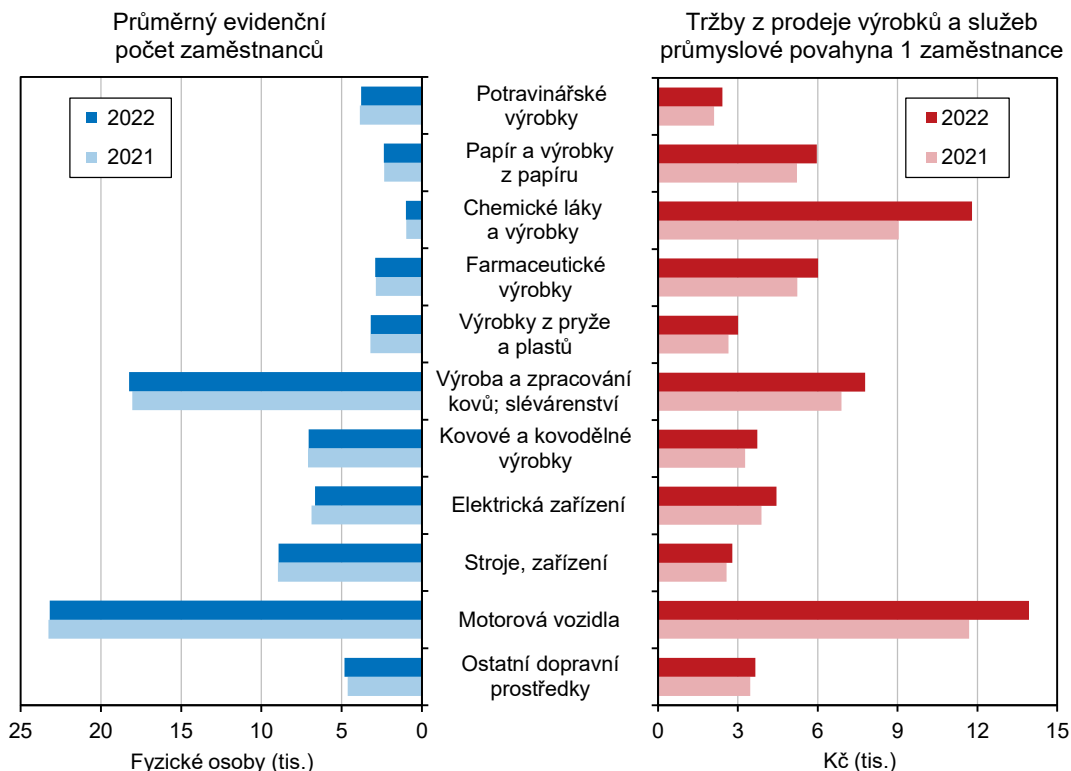 Průměrný evidenční
počet zaměstnanců
Tržby z prodeje výrobků a služeb
průmyslové povahyna 1 zaměstnance
2022
2021
2022
2021
Potravinářské
výrobky
Papír a výrobky
z papíru
Chemické láky
a výrobky
Farmaceutické
výrobky
Výrobky z pryže
a plastů
Výroba a zpracování
kovů; slévárenství
Kovové a kovodělné
výrobky
Elektrická zařízení
Stroje, zařízení
Motorová vozidla
Ostatní dopravní
prostředky
25 20 15 10 5 0
0 3 6 9 12 15
Fyzické osoby (tis.)
Kč (tis.)